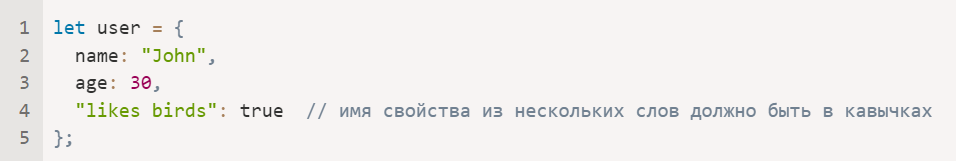 1 let user = {
2   name: "John",
3   age: 30,
4   "likes birds": true  // имя свойства из нескольких слов должно быть в кавычках
5 };